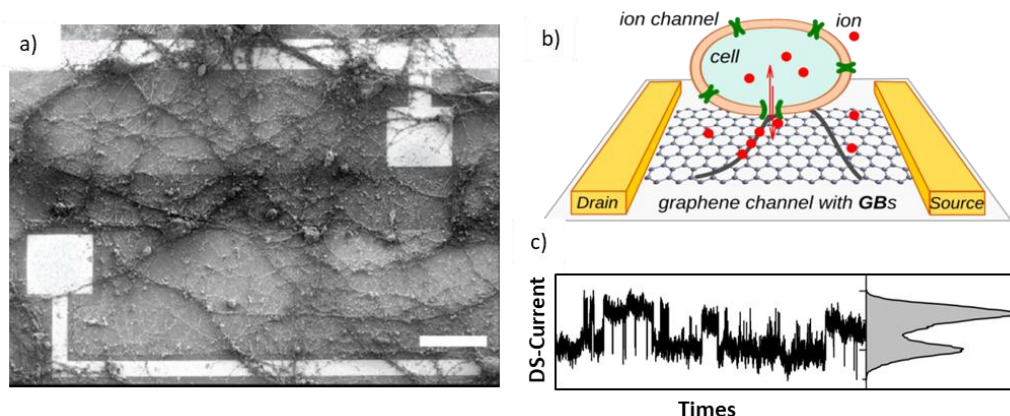 a)
b)
ion channel
ion
cell
Drain
graphene channel with GBs
Source
c)
DS-Current
Times